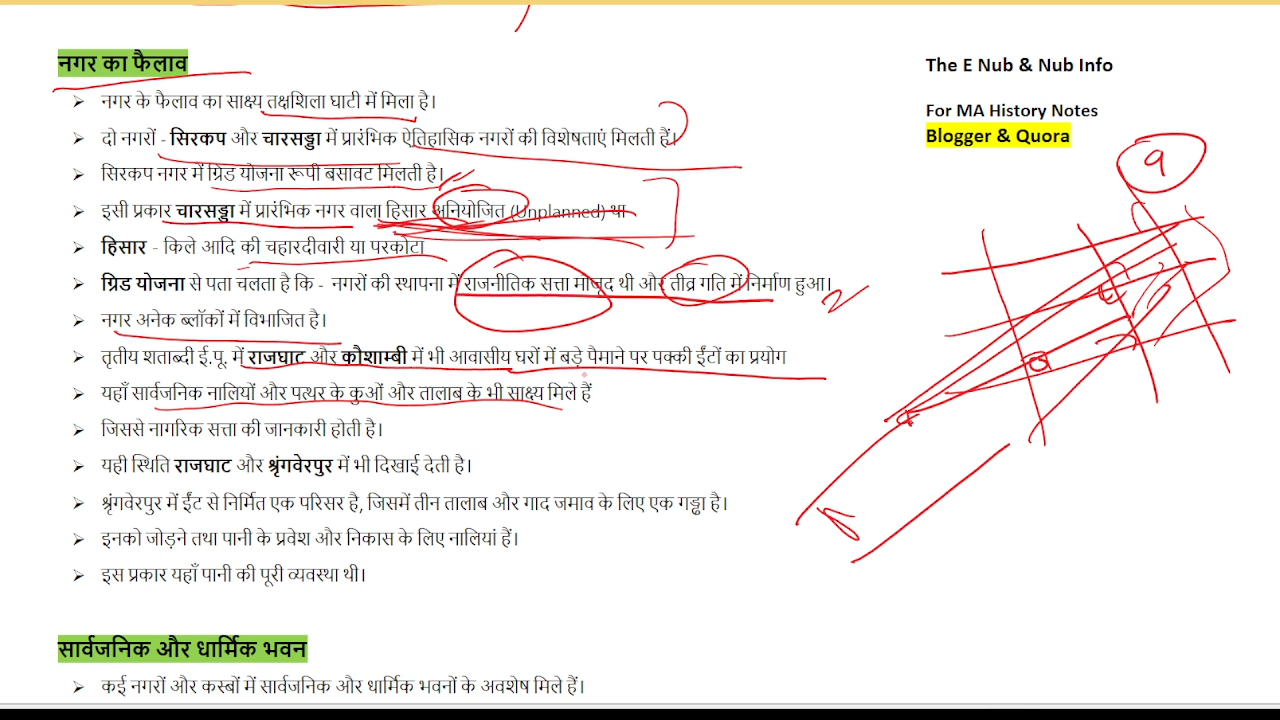 नगर का फैलाव
➢ नगर के फैलाव का साक्ष्य तक्षशिला घाटी में मिला है।
➢ दो नगरों - सिरकप और चारसड्डा में प्रारंभिक ऐतिहासिक नगरों की विशेषताएं मिलती हैं।
➢ सिरकप नगर में ग्रिड योजना रूपी बसावट मिलती है।
➢ इसी प्रकार चारसड्डा में प्रारंभिक नगर वाला हिसार अनियोजित (Unplanned) था
➢ हिसार - किले आदि की चहारदीवारी या परकोटा
➢ ग्रिड योजना से पता चलता है कि - नगरों की स्थापना में राजनीतिक सत्ता मौजूद थी और तीव्र गति में निर्माण हुआ।
➢ नगर अनेक ब्लॉकों में विभाजित है।
➢ तृतीय शताब्दी ई.पू. में राजघाट और कौशाम्बी में भी आवासीय घरों में बड़े पैमाने पर पक्की ईंटों का प्रयोग
➢ यहाँ सार्वजनिक नालियों और पत्थर के कुओं और तालाब के भी साक्ष्य मिले हैं
➢ जिससे नागरिक सत्ता की जानकारी होती है।
➢ यही स्थिति राजघाट और श्रृंगवेरपुर में भी दिखाई देती है।
➢ श्रृंगवेरपुर में ईंट से निर्मित एक परिसर है, जिसमें तीन तालाब और गाद जमाव के लिए एक गड्ढा है।
➢ इनको जोड़ने तथा पानी के प्रवेश और निकास के लिए नालियां हैं।
➢ इस प्रकार यहाँ पानी की पूरी व्यवस्था थी।
सार्वजनिक और धार्मिक भवन
➢ कई नगरों और कस्बों में सार्वजनिक और धार्मिक भवनों के अवशेष मिले हैं।
The E Nub & Nub Info
For MA History Notes
Blogger & Quora